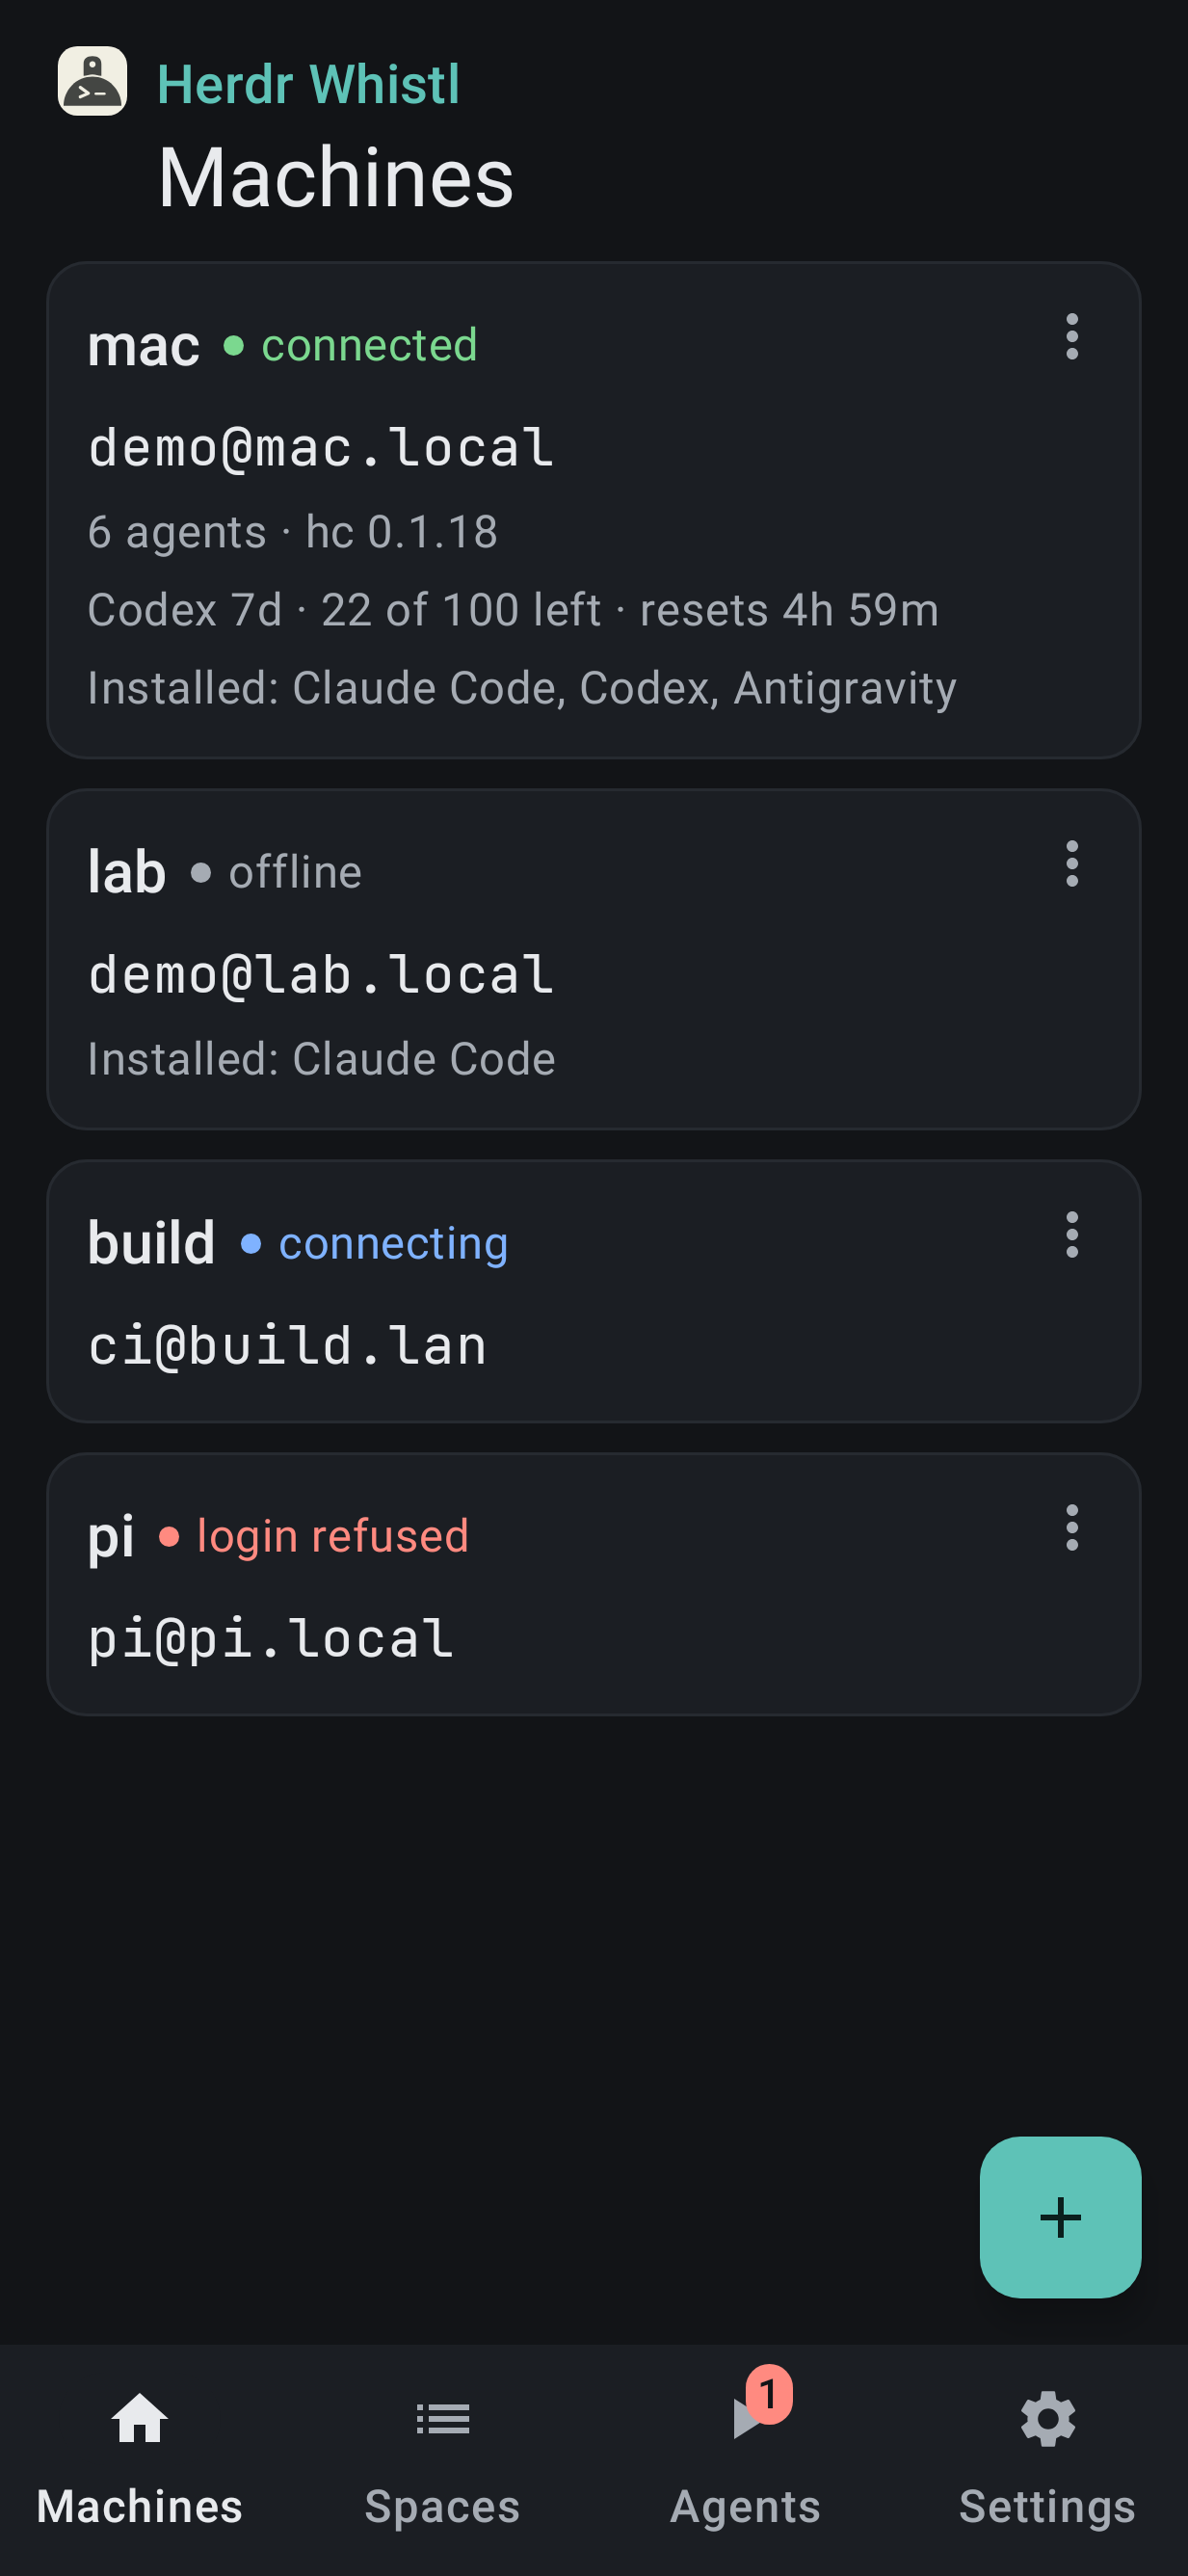 >-
Herdr Whistl
Machines
mac • connected
demo@mac.local
6 agents · hc 0.1.18
Codex 7d · 22 of 100 left · resets 4h 59m
Installed: Claude Code, Codex, Antigravity
lab • offline
demo@lab.local
Installed: Claude Code
build • connecting
ci@build.lan
pi • login refused
pi@pi.local
+
1
Machines Spaces Agents Settings